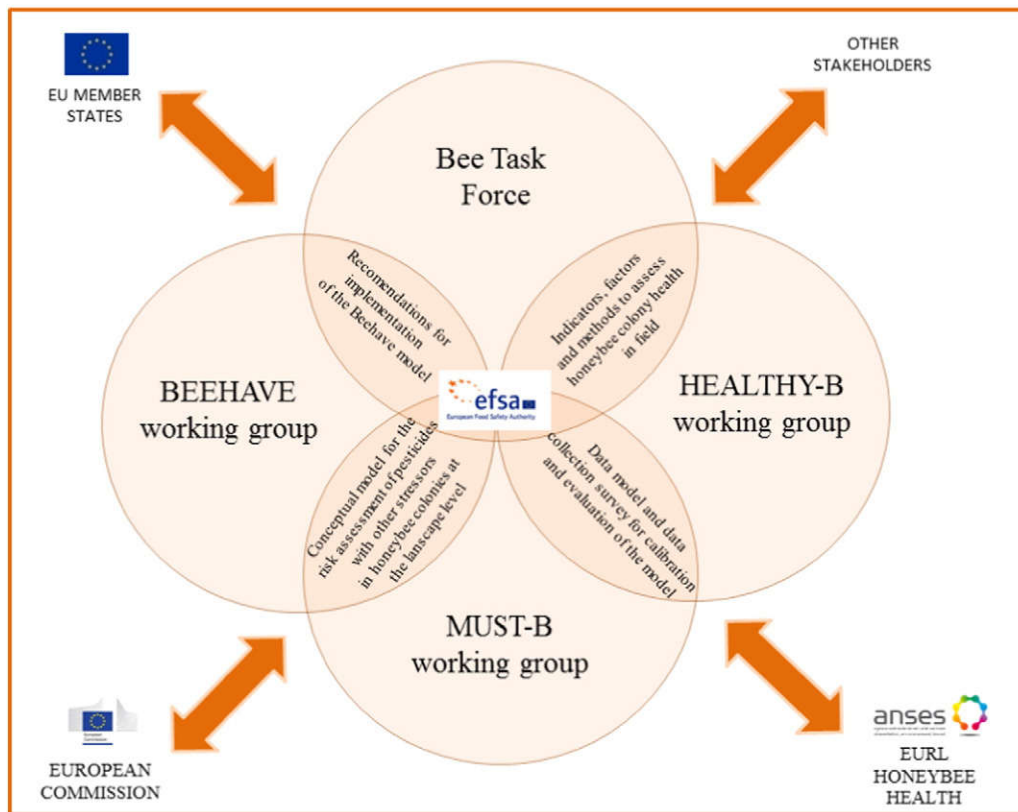 EU MEMBER
STATES
OTHER
STAKEHOLDERS
Bee Task
Force
Recomendations for
implementation
of the Beehave model
Indicators, factors
and methods to assess
honeybee colony health
in field
BEEHAVE
working group
efsa
European Food Safety Authority
HEALTHY-B
working group
Conceptual model for the
risk assessment of pesticides
with other stressors
in honeybee colonies at
the lanscape level
Data model and data
collection survey for calibration
and evaluation of the model
MUST-B
working group
European
Commission
EUROPEAN
COMMISSION
anses
EURL
HONEYBEE
HEALTH